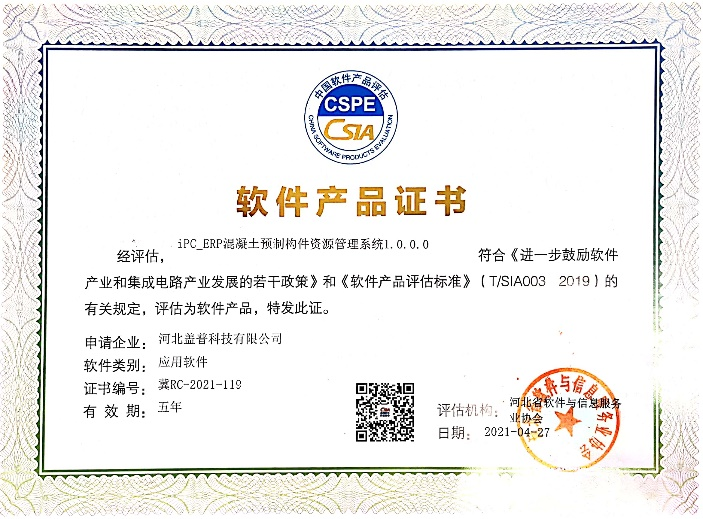 中国软件产品评估
CSPE
CSIA
CHINA SOFTWARE PRODUCTS EVALUATION
软件产品证书
经评估， iPC_ERP混凝土预制构件资源管理系统1.0.0.0 符合《进一步鼓励软件
产业和集成电路产业发展的若干政策》和《软件产品评估标准》（T/SIA003 2019）的
有关规定，评估为软件产品，特发此证。
申请企业：河北盖普科技有限公司
软件类别：应用软件
证书编号：冀RC-2021-119
有 效 期：五年
评估机构：河北省软件与信息服务
业协会
日期：2021-04-27